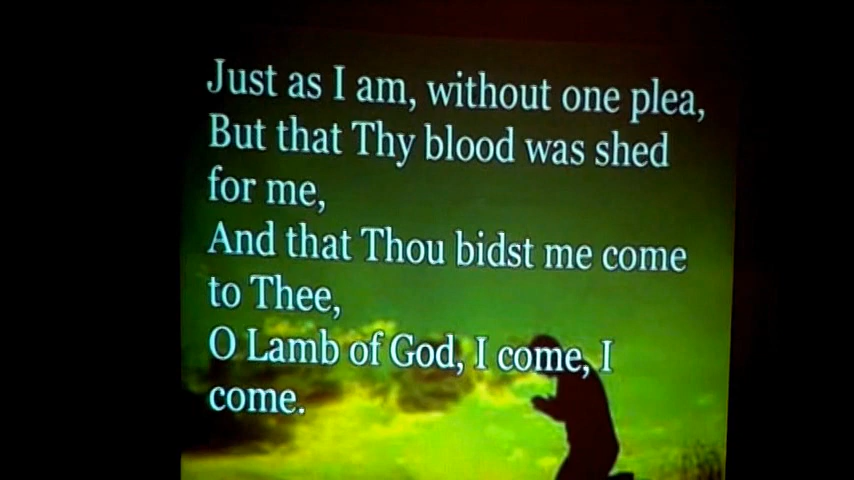 Just as I am, without one plea,
But that Thy blood was shed
for me,
And that Thou bidst me come
to Thee,
O Lamb of God, I come, I
come.